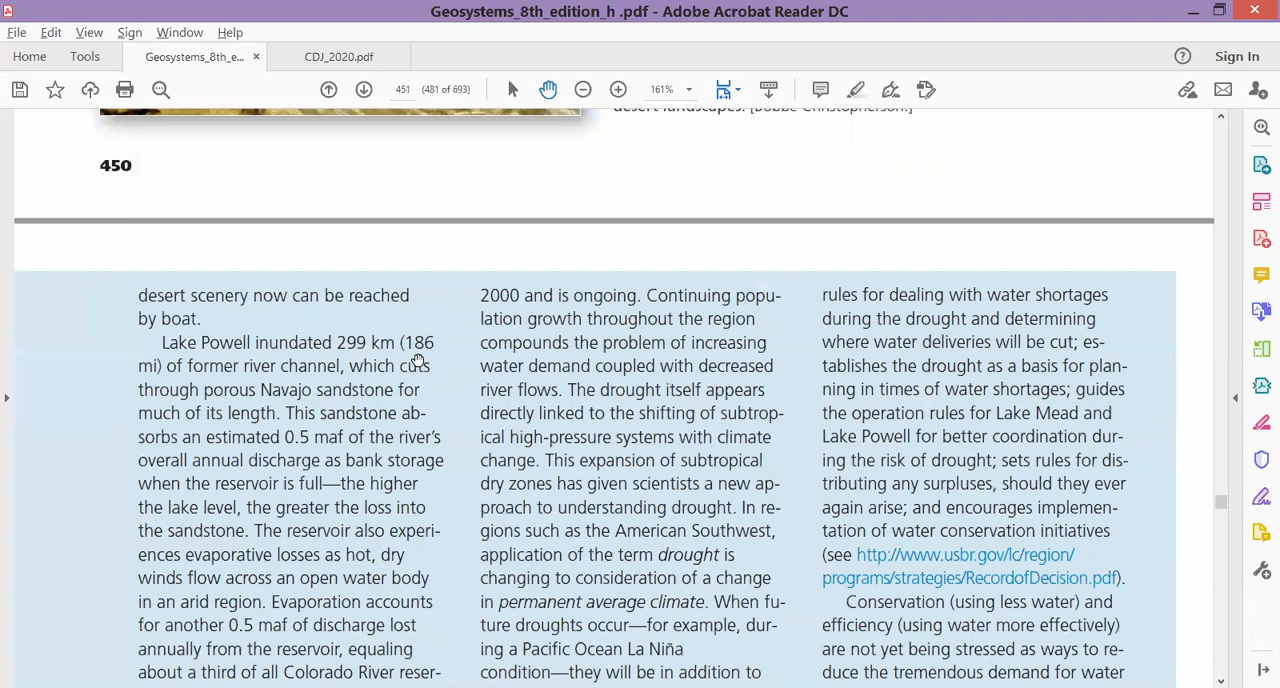 Geosystems_8th_edition_h .pdf - Adobe Acrobat Reader DC
File Edit View Sign Window Help
Home Tools Geosystems_8th_e... × CDJ_2020.pdf Sign In
451 (481 of 693) 161%
desert landscapes. [Bobbé Christopherson.]
450
desert scenery now can be reached
by boat.
Lake Powell inundated 299 km (186
mi) of former river channel, which cuts
through porous Navajo sandstone for
much of its length. This sandstone ab-
sorbs an estimated 0.5 maf of the river's
overall annual discharge as bank storage
when the reservoir is full—the higher
the lake level, the greater the loss into
the sandstone. The reservoir also experi-
ences evaporative losses as hot, dry
winds flow across an open water body
in an arid region. Evaporation accounts
for another 0.5 maf of discharge lost
annually from the reservoir, equaling
about a third of all Colorado River reser-
2000 and is ongoing. Continuing popu-
lation growth throughout the region
compounds the problem of increasing
water demand coupled with decreased
river flows. The drought itself appears
directly linked to the shifting of subtrop-
ical high-pressure systems with climate
change. This expansion of subtropical
dry zones has given scientists a new ap-
proach to understanding drought. In re-
gions such as the American Southwest,
application of the term drought is
changing to consideration of a change
in permanent average climate. When fu-
ture droughts occur—for example, dur-
ing a Pacific Ocean La Niña
condition—they will be in addition to
rules for dealing with water shortages
during the drought and determining
where water deliveries will be cut; es-
tablishes the drought as a basis for plan-
ning in times of water shortages; guides
the operation rules for Lake Mead and
Lake Powell for better coordination dur-
ing the risk of drought; sets rules for dis-
tributing any surpluses, should they ever
again arise; and encourages implemen-
tation of water conservation initiatives
(see http://www.usbr.gov/lc/region/
programs/strategies/RecordofDecision.pdf).
Conservation (using less water) and
efficiency (using water more effectively)
are not yet being stressed as ways to re-
duce the tremendous demand for water